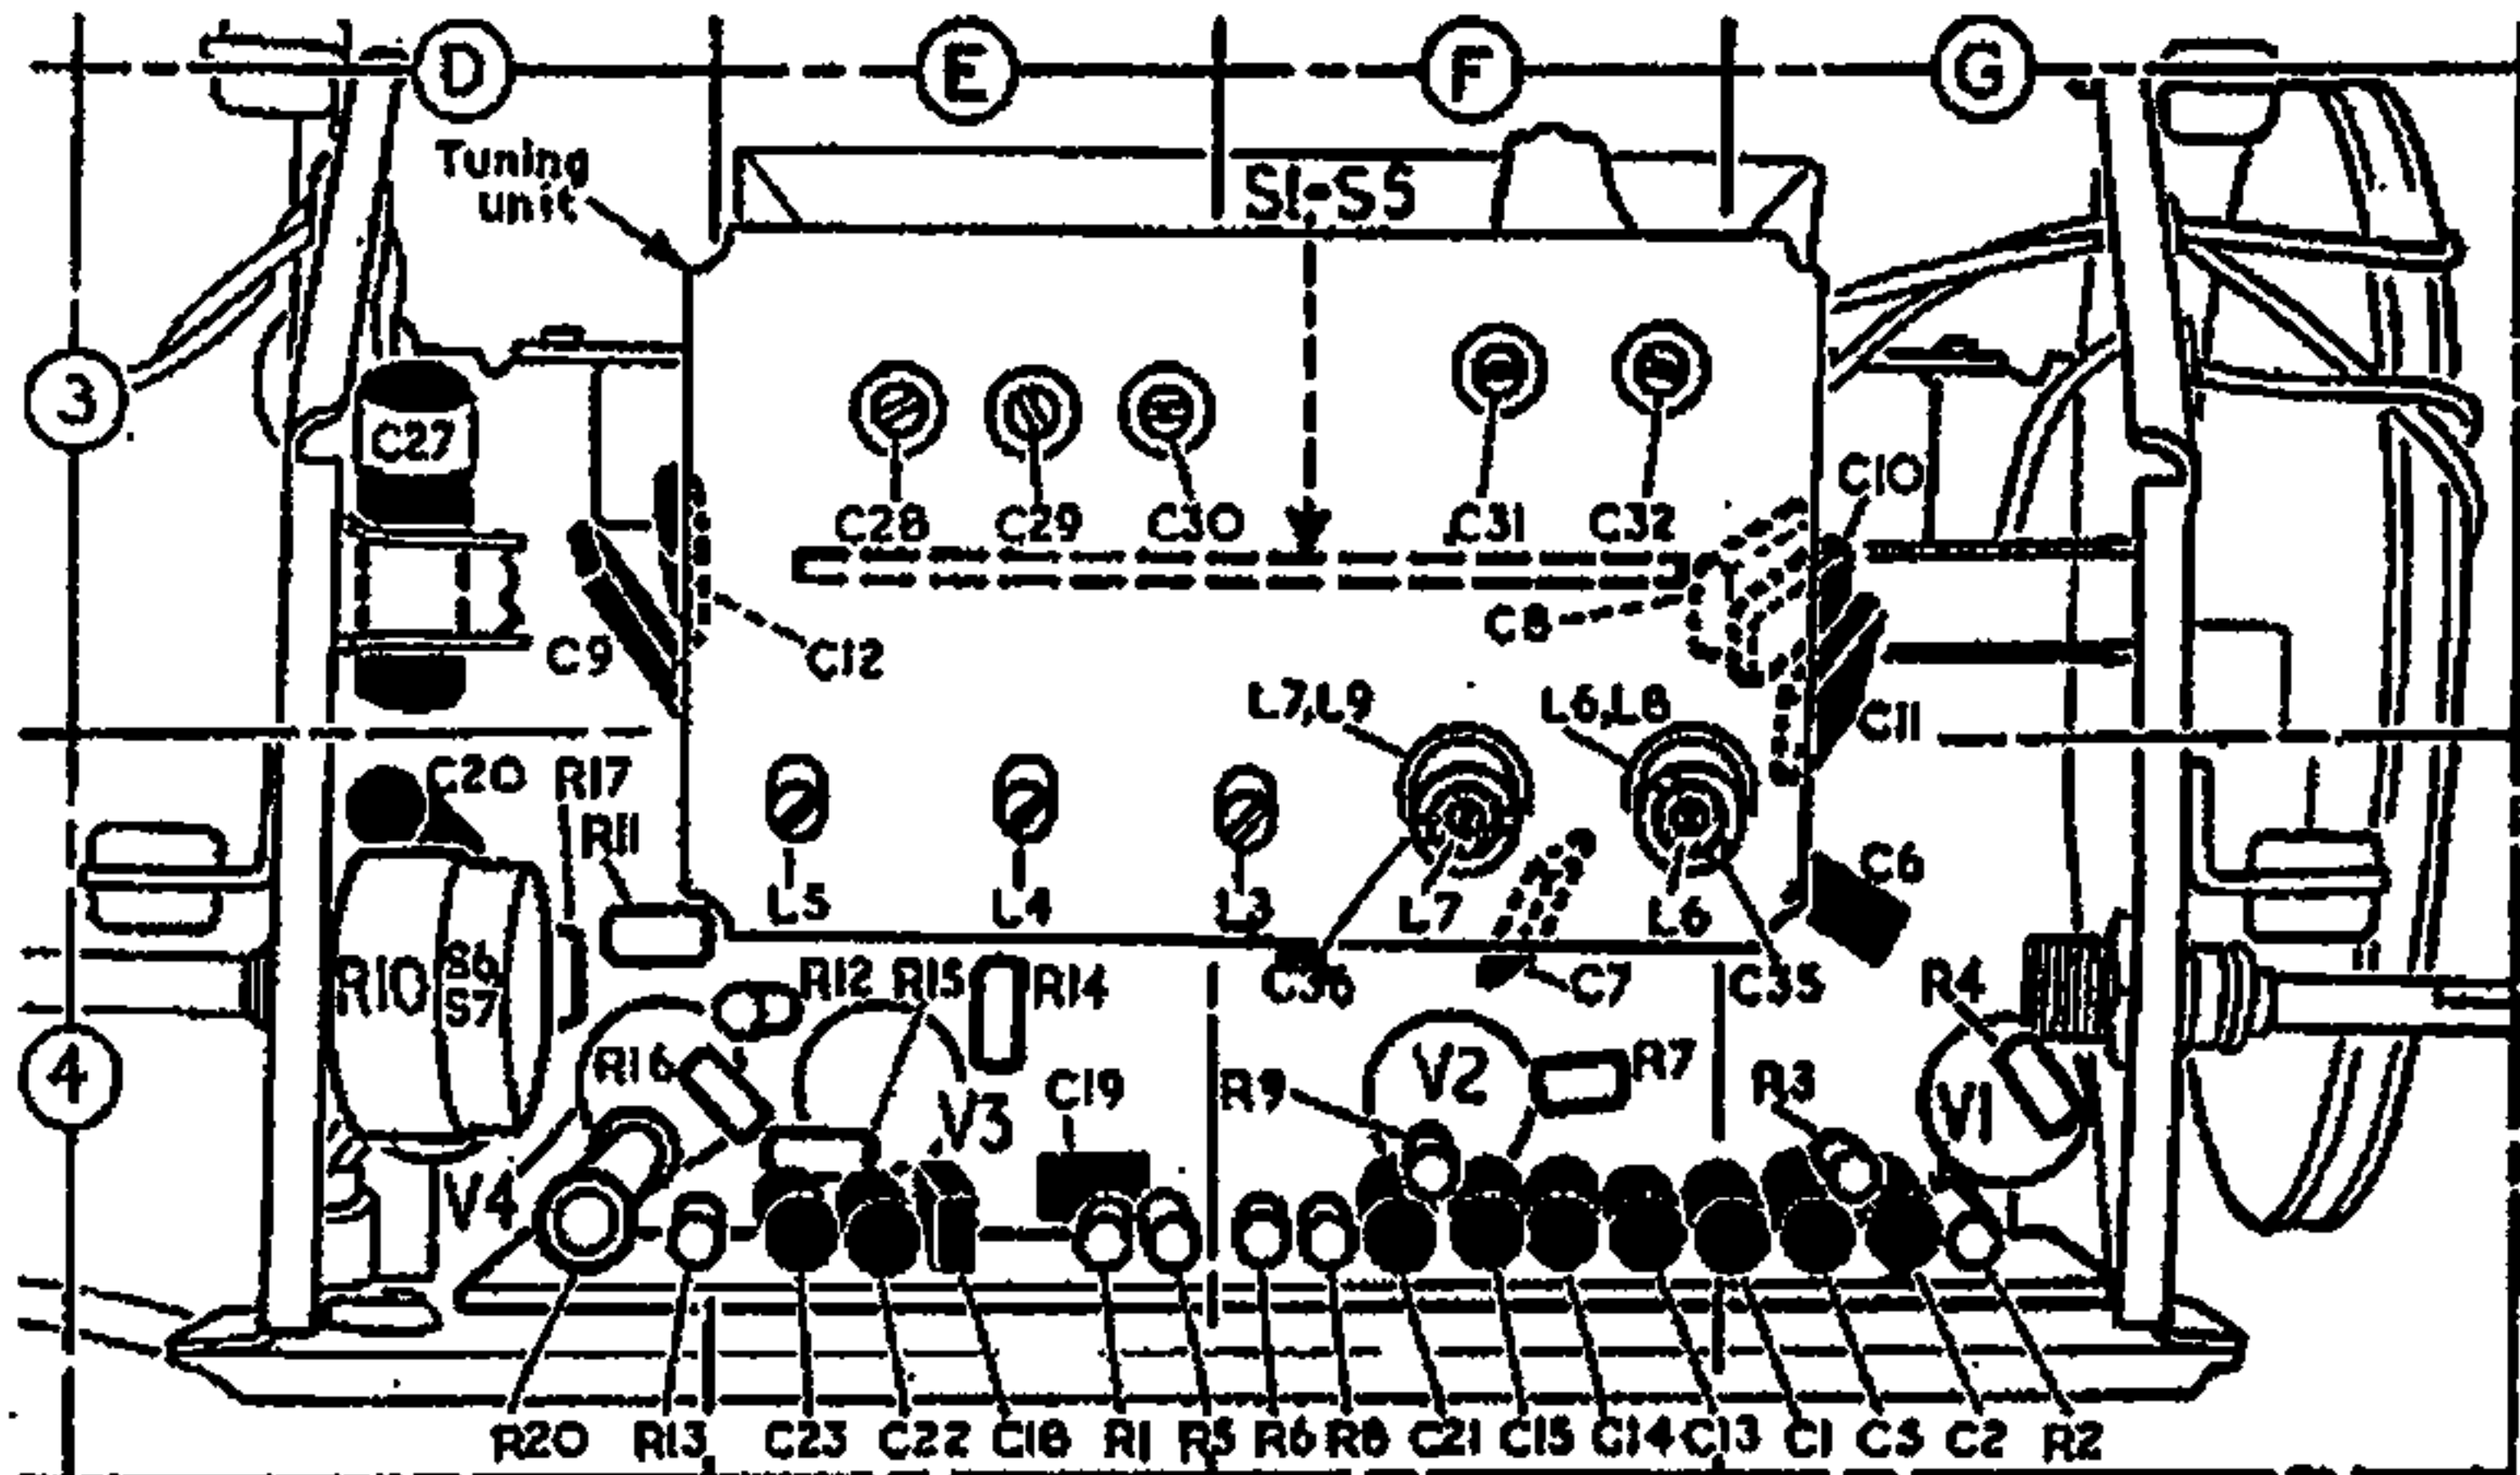 D E F G
Tuning
unit
S1-S5
3
C27
C10
C28 C29 C30 C31 C32
C8
C9 C12
L7,L9 L6,L8
C11
C20 R17
R11
C6
L5 L4 L3 L7 L6
R10 S6
S7
R12 R15 R14 C36 C7 C35 R4
4
R16 C19 R9 V2 R7 R3 V1
V3
V4
R20 R13 C23 C22 C18 R1 R5 R6 R8 C21 C15 C14 C13 C1 C3 C2 R2